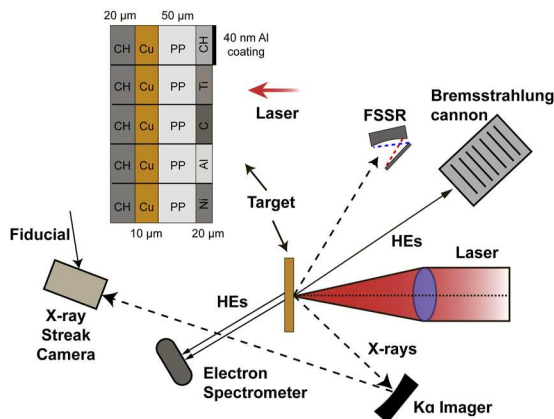 20 µm
50 µm
CH
Cu
PP
CH
40 nm Al
coating
CH
Cu
PP
Ti
CH
Cu
PP
C
CH
Cu
PP
Al
CH
Cu
PP
Ni
10 µm
20 µm
Laser
FSSR
Bremsstrahlung
cannon
Target
HEs
Laser
Fiducial
HEs
X-ray
Streak
Camera
X-rays
Electron
Spectrometer
Kα Imager